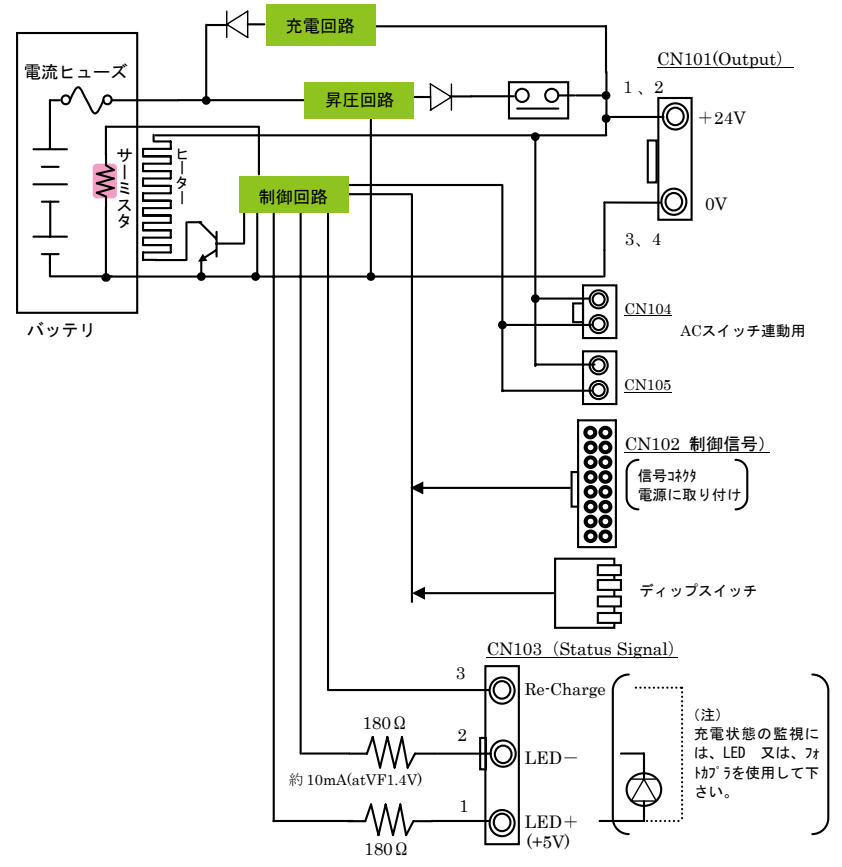 充電回路
電流ヒューズ
昇圧回路
CN101(Output)
1、2
+24V
サーミスタ
ヒーター
制御回路
0V
3、4
バッテリ
CN104
ACスイッチ連動用
CN105
CN102 制御信号)
信号ｺﾈｸﾀ
電源に取り付け
ディップスイッチ
CN103 (Status Signal)
3
Re-Charge
(注)
充電状態の監視に
は、LED 又は、ﾌｫ
ﾄｶﾌﾟﾗを使用して下
さい。
180Ω
2
LED-
約10mA(atVF1.4V)
1
LED+
(+5V)
180Ω